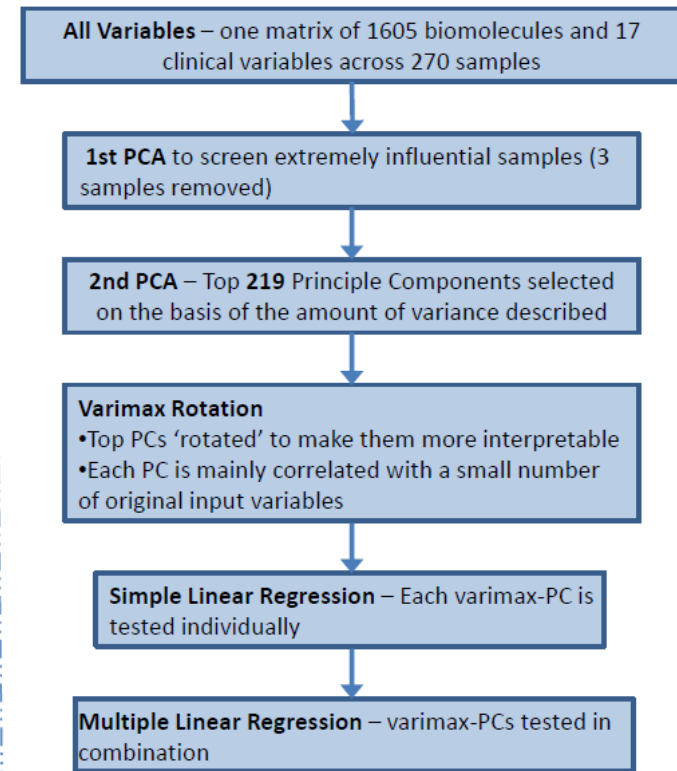 All Variables – one matrix of 1605 biomolecules and 17
clinical variables across 270 samples
1st PCA to screen extremely influential samples (3
samples removed)
2nd PCA – Top 219 Principle Components selected
on the basis of the amount of variance described
Varimax Rotation
•Top PCs ‘rotated’ to make them more interpretable
•Each PC is mainly correlated with a small number
of original input variables
Simple Linear Regression – Each varimax-PC is
tested individually
Multiple Linear Regression – varimax-PCs tested in
combination